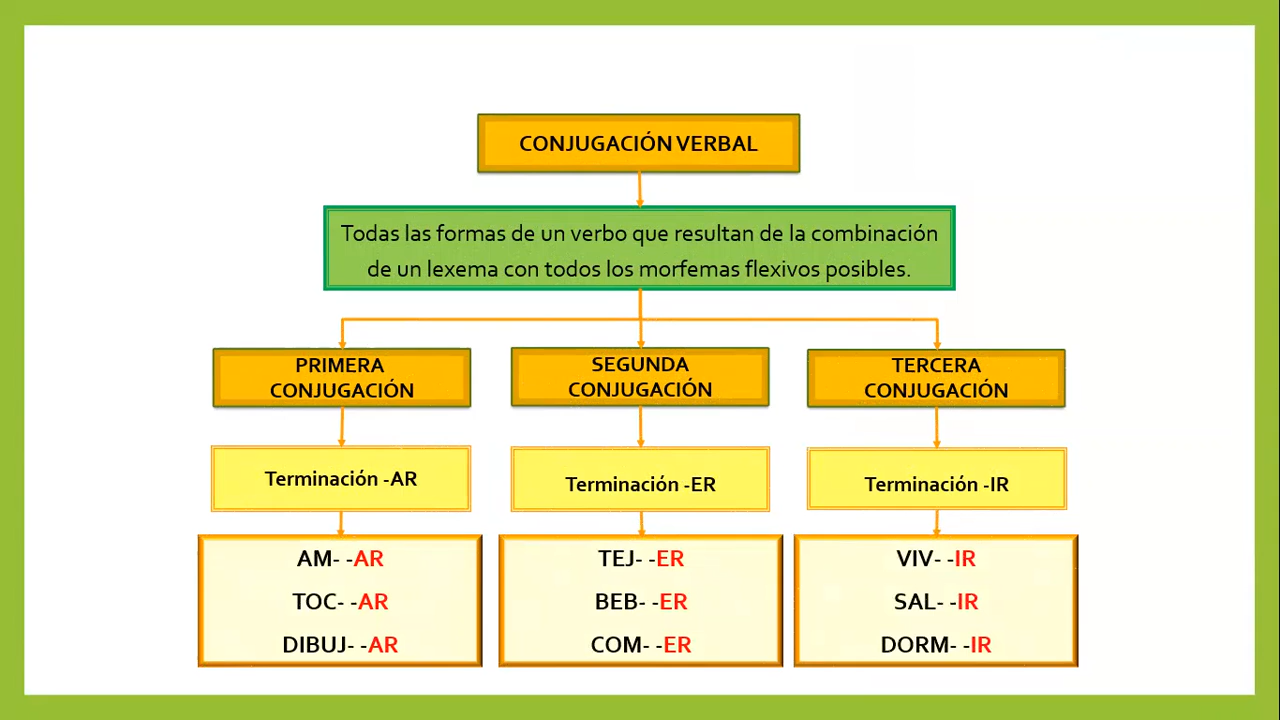 CONJUGACIÓN VERBAL
Todas las formas de un verbo que resultan de la combinación
de un lexema con todos los morfemas flexivos posibles.
PRIMERA
CONJUGACIÓN
Terminación -AR
AM- -AR
TOC- -AR
DIBUJ- -AR
SEGUNDA
CONJUGACIÓN
Terminación -ER
TEJ- -ER
BEB- -ER
COM- -ER
TERCERA
CONJUGACIÓN
Terminación -IR
VIV- -IR
SAL- -IR
DORM- -IR